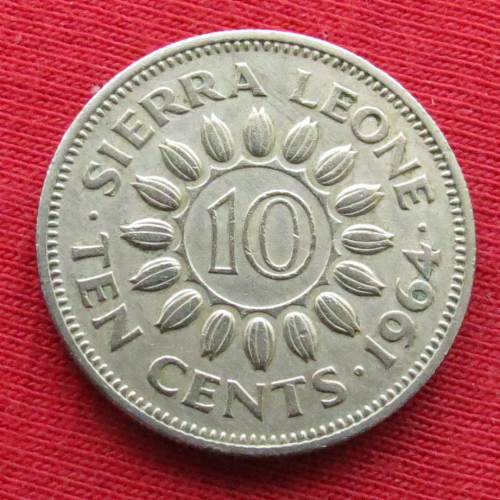 SIERRA LEONE
10
· TEN CENTS · 1964 ·